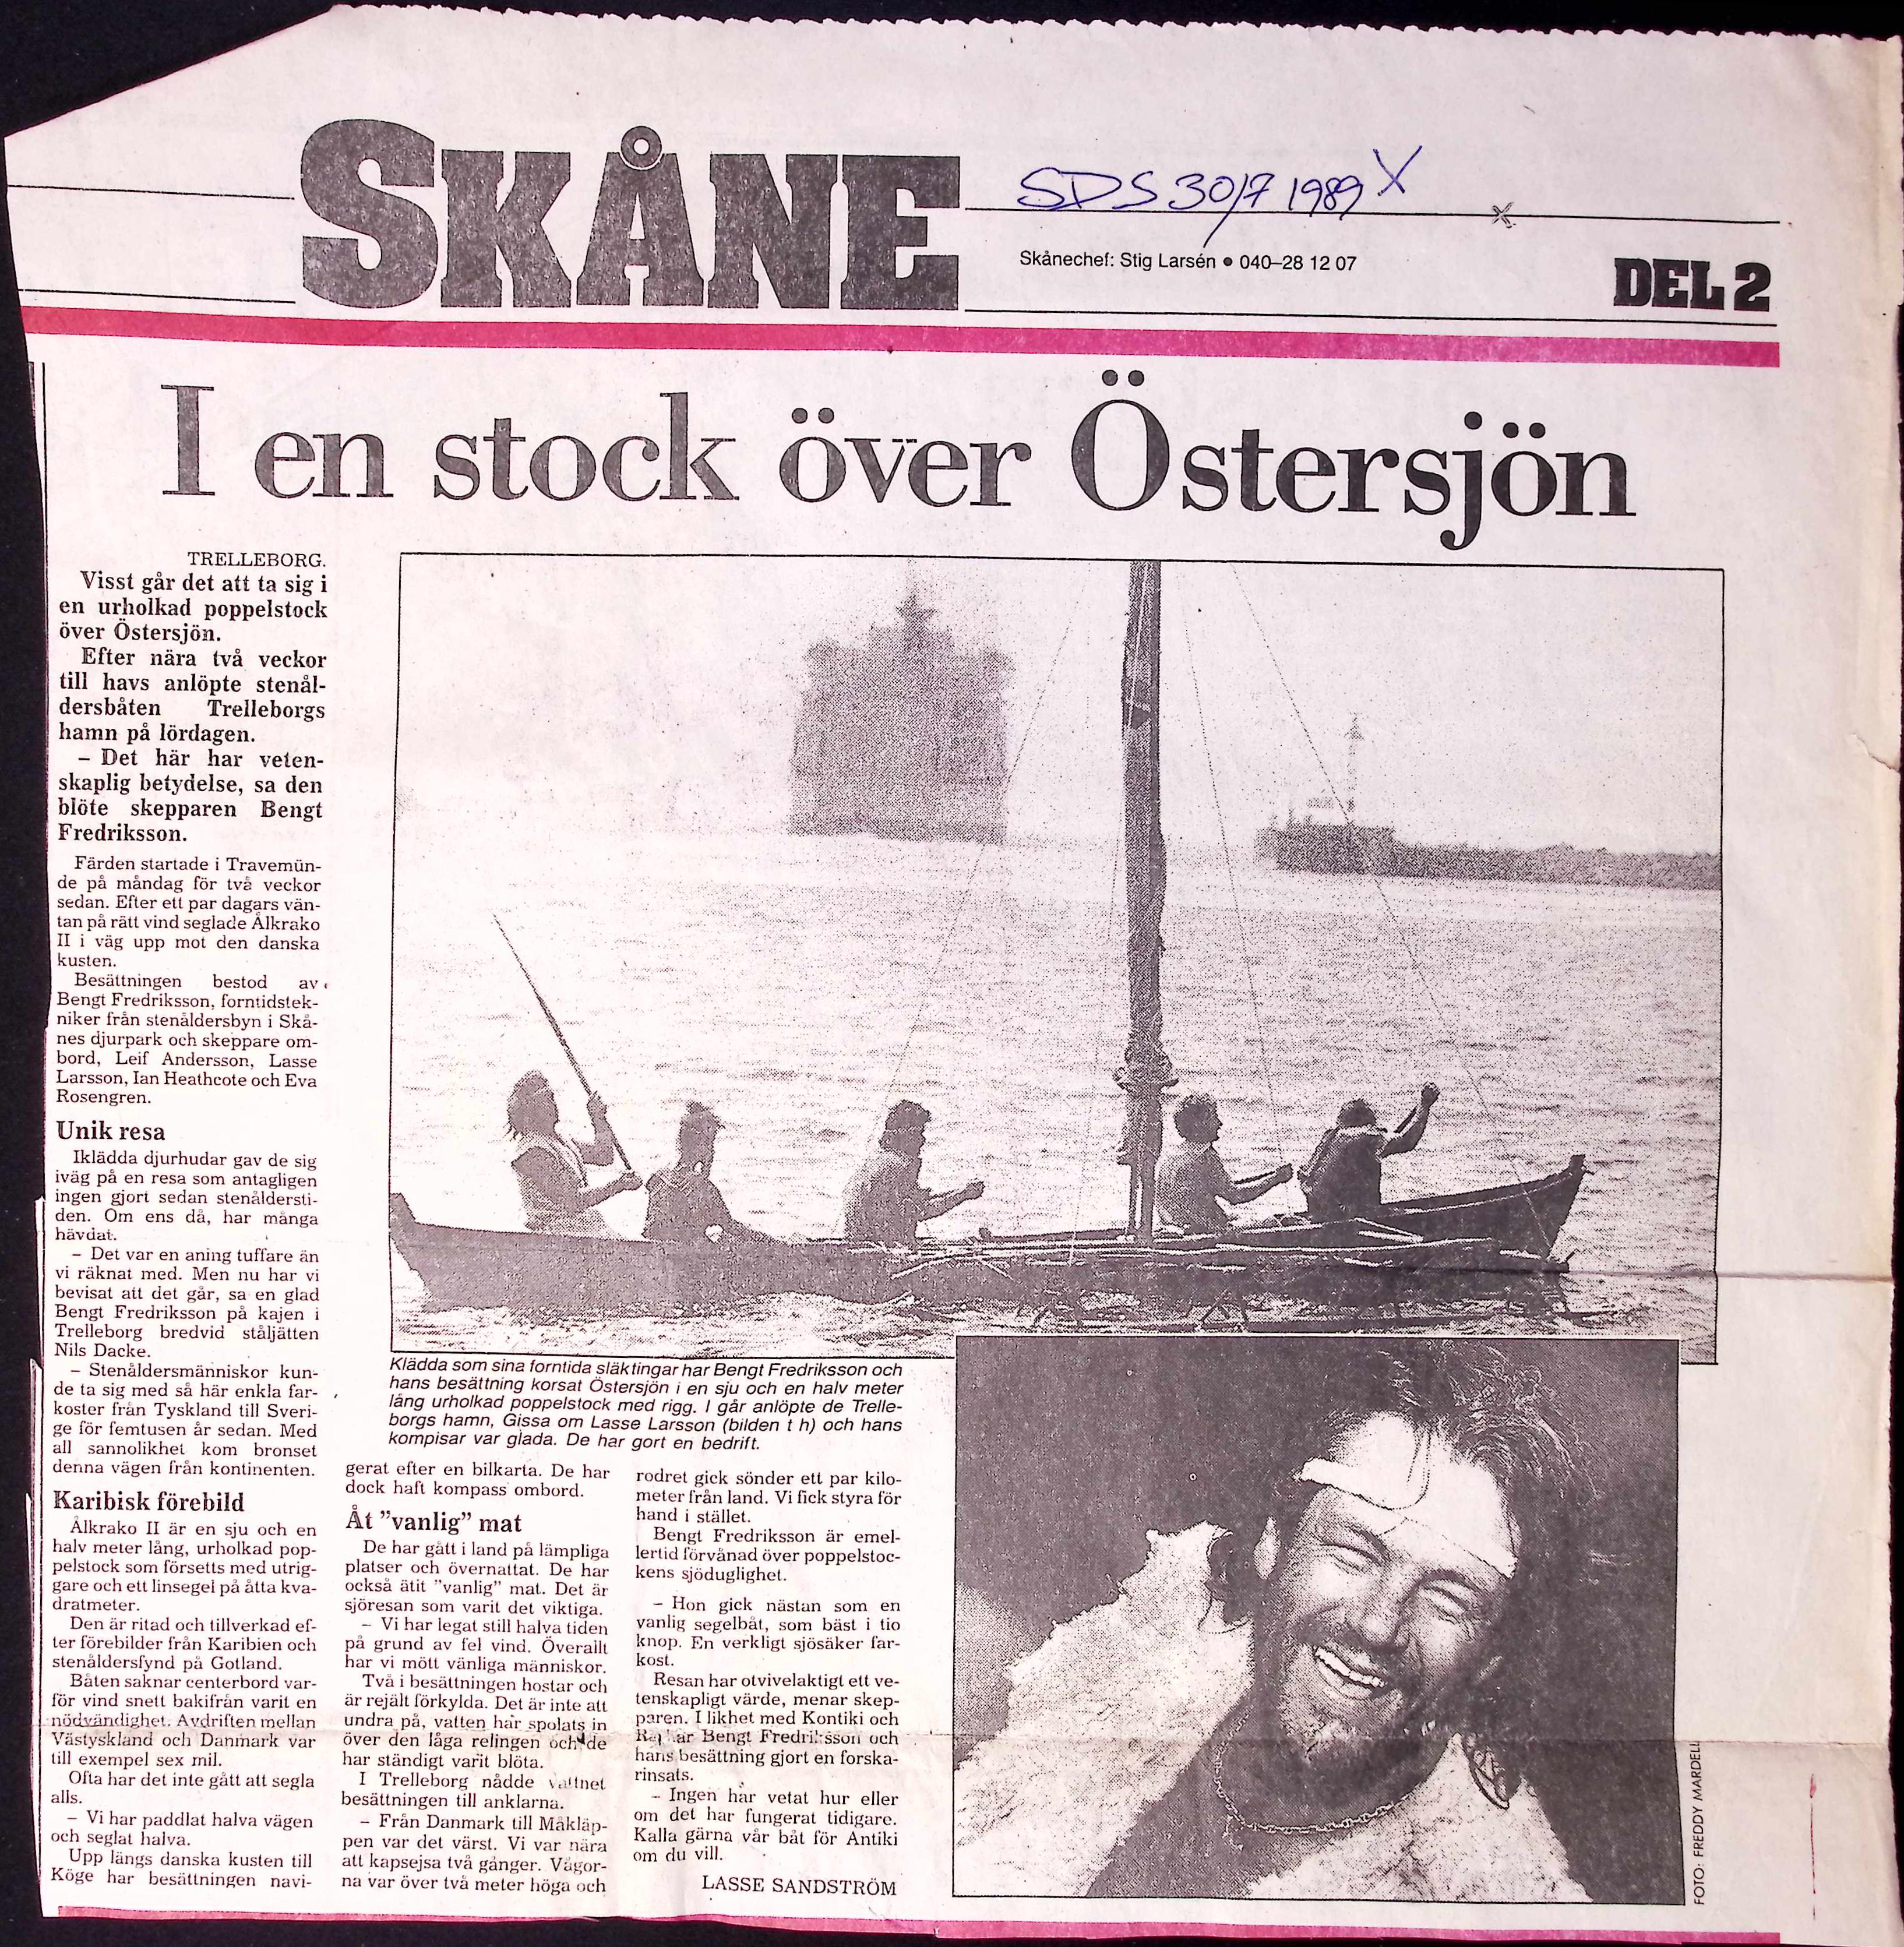 SKÅNE
SDS 30/7 1989 X
Skånechef: Stig Larsén ● 040–28 12 07
DEL 2
I en stock över Östersjön
TRELLEBORG.
Visst går det att ta sig i
en urholkad poppelstock
över Östersjön.
Efter nära två veckor
till havs anlöpte stenål-
dersbåten Trelleborgs
hamn på lördagen.
– Det här har veten-
skaplig betydelse, sa den
blöte skepparen Bengt
Fredriksson.
Färden startade i Travemün-
de på måndag för två veckor
sedan. Efter ett par dagars vän-
tan på rätt vind seglade Ålkrako
II i väg upp mot den danska
kusten.
Besättningen bestod av
Bengt Fredriksson, forntidstek-
niker från stenåldersbyn i Skå-
nes djurpark och skeppare om-
bord, Leif Andersson, Lasse
Larsson, Ian Heathcote och Eva
Rosengren.
Unik resa
Iklädda djurhudar gav de sig
iväg på en resa som antagligen
ingen gjort sedan stenåldersti-
den. Om ens då, har många
hävdat.
– Det var en aning tuffare än
vi räknat med. Men nu har vi
bevisat att det går, sa en glad
Bengt Fredriksson på kajen i
Trelleborg bredvid ståljätten
Nils Dacke.
– Stenåldersmänniskor kun-
de ta sig med så här enkla far-
koster från Tyskland till Sveri-
ge för femtusen år sedan. Med
all sannolikhet kom bronset
denna vägen från kontinenten.
Karibisk förebild
Ålkrako II är en sju och en
halv meter lång, urholkad pop-
pelstock som försetts med utrig-
gare och ett linsegel på åtta kva-
dratmeter.
Den är ritad och tillverkad ef-
ter förebilder från Karibien och
stenåldersfynd på Gotland.
Båten saknar centerbord var-
för vind snett bakifrån varit en
nödvändighet. Avdriften mellan
Västyskland och Danmark var
till exempel sex mil.
Ofta har det inte gått att segla
alls.
– Vi har paddlat halva vägen
och seglat halva.
Upp längs danska kusten till
Köge har besättningen navi-
Klädda som sina forntida släktingar har Bengt Fredriksson och
hans besättning korsat Östersjön i en sju och en halv meter
lång urholkad poppelstock med rigg. I går anlöpte de Trelle-
borgs hamn, Gissa om Lasse Larsson (bilden t h) och hans
kompisar var glada. De har gort en bedrift.
gerat efter en bilkarta. De har
dock haft kompass ombord.
Åt ”vanlig” mat
De har gått i land på lämpliga
platser och övernattat. De har
också ätit ”vanlig” mat. Det är
sjöresan som varit det viktiga.
– Vi har legat still halva tiden
på grund av fel vind. Överallt
har vi mött vänliga människor.
Två i besättningen hostar och
är rejält förkylda. Det är inte att
undra på, vatten har spolats in
över den låga relingen och de
har ständigt varit blöta.
I Trelleborg nådde vattnet
besättningen till anklarna.
– Från Danmark till Måkläp-
pen var det värst. Vi var nära
att kapsejsa två gånger. Vågor-
na var över två meter höga och
rodret gick sönder ett par kilo-
meter från land. Vi fick styra för
hand i stället.
Bengt Fredriksson är emel-
lertid förvånad över poppelstoc-
kens sjöduglighet.
– Hon gick nästan som en
vanlig segelbåt, som bäst i tio
knop. En verkligt sjösäker far-
kost.
Resan har otvivelaktigt ett ve-
tenskapligt värde, menar skep-
paren. I likhet med Kontiki och
har Bengt Fredriksson och
hans besättning gjort en forska-
rinsats.
– Ingen har vetat hur eller
om det har fungerat tidigare.
Kalla gärna vår båt för Antiki
om du vill.
LASSE SANDSTRÖM
FOTO: FREDDY MARDELL